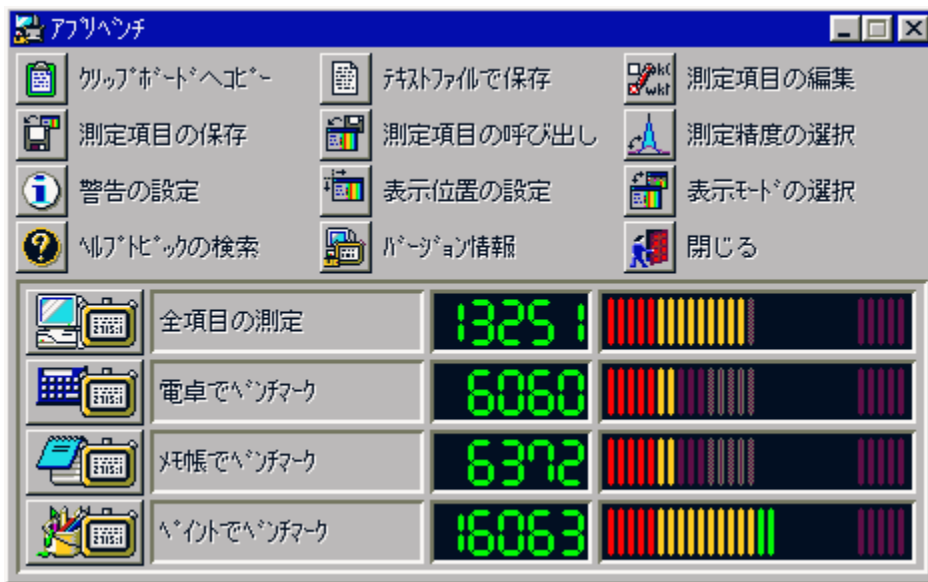 アプリベンチ
クリップボードへコピー テキストファイルで保存 測定項目の編集
測定項目の保存 測定項目の呼び出し 測定精度の選択
警告の設定 表示位置の設定 表示モードの選択
ヘルプトピックの検索 バージョン情報 閉じる
全項目の測定 13251
電卓でベンチマーク 6060
メモ帳でベンチマーク 6372
ペイントでベンチマーク 16063